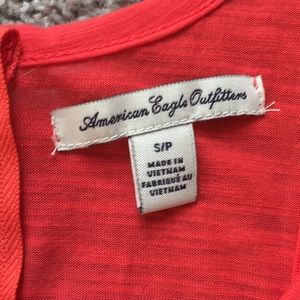 American Eagle Outfitters
S/P
MADE IN
VIETNAM
FABRIQUÉ AU
VIETNAM